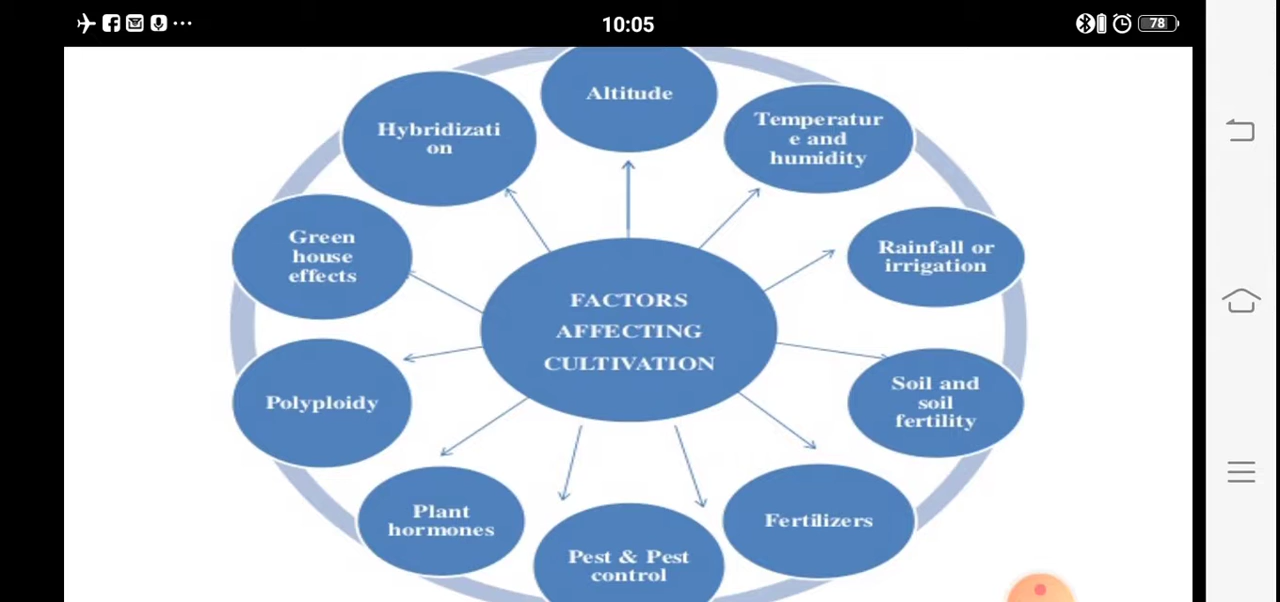 10:05
78
Altitude
Temperatur
e and
humidity
Rainfall or
irrigation
Soil and
soil
fertility
Fertilizers
Pest & Pest
control
Plant
hormones
Polyploidy
Green
house
effects
Hybridizati
on
FACTORS
AFFECTING
CULTIVATION